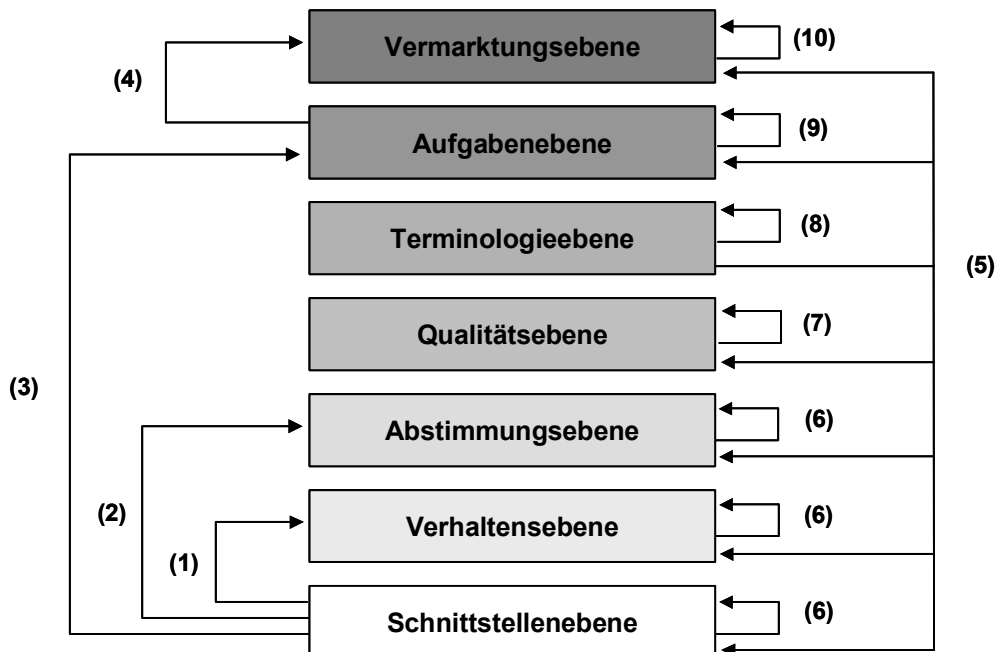 Vermarktungsebene
(10)
(4)
Aufgabenebene
(9)
Terminologieebene
(8)
(5)
Qualitätsebene
(7)
(3)
Abstimmungsebene
(6)
(2)
Verhaltensebene
(6)
(1)
Schnittstellenebene
(6)